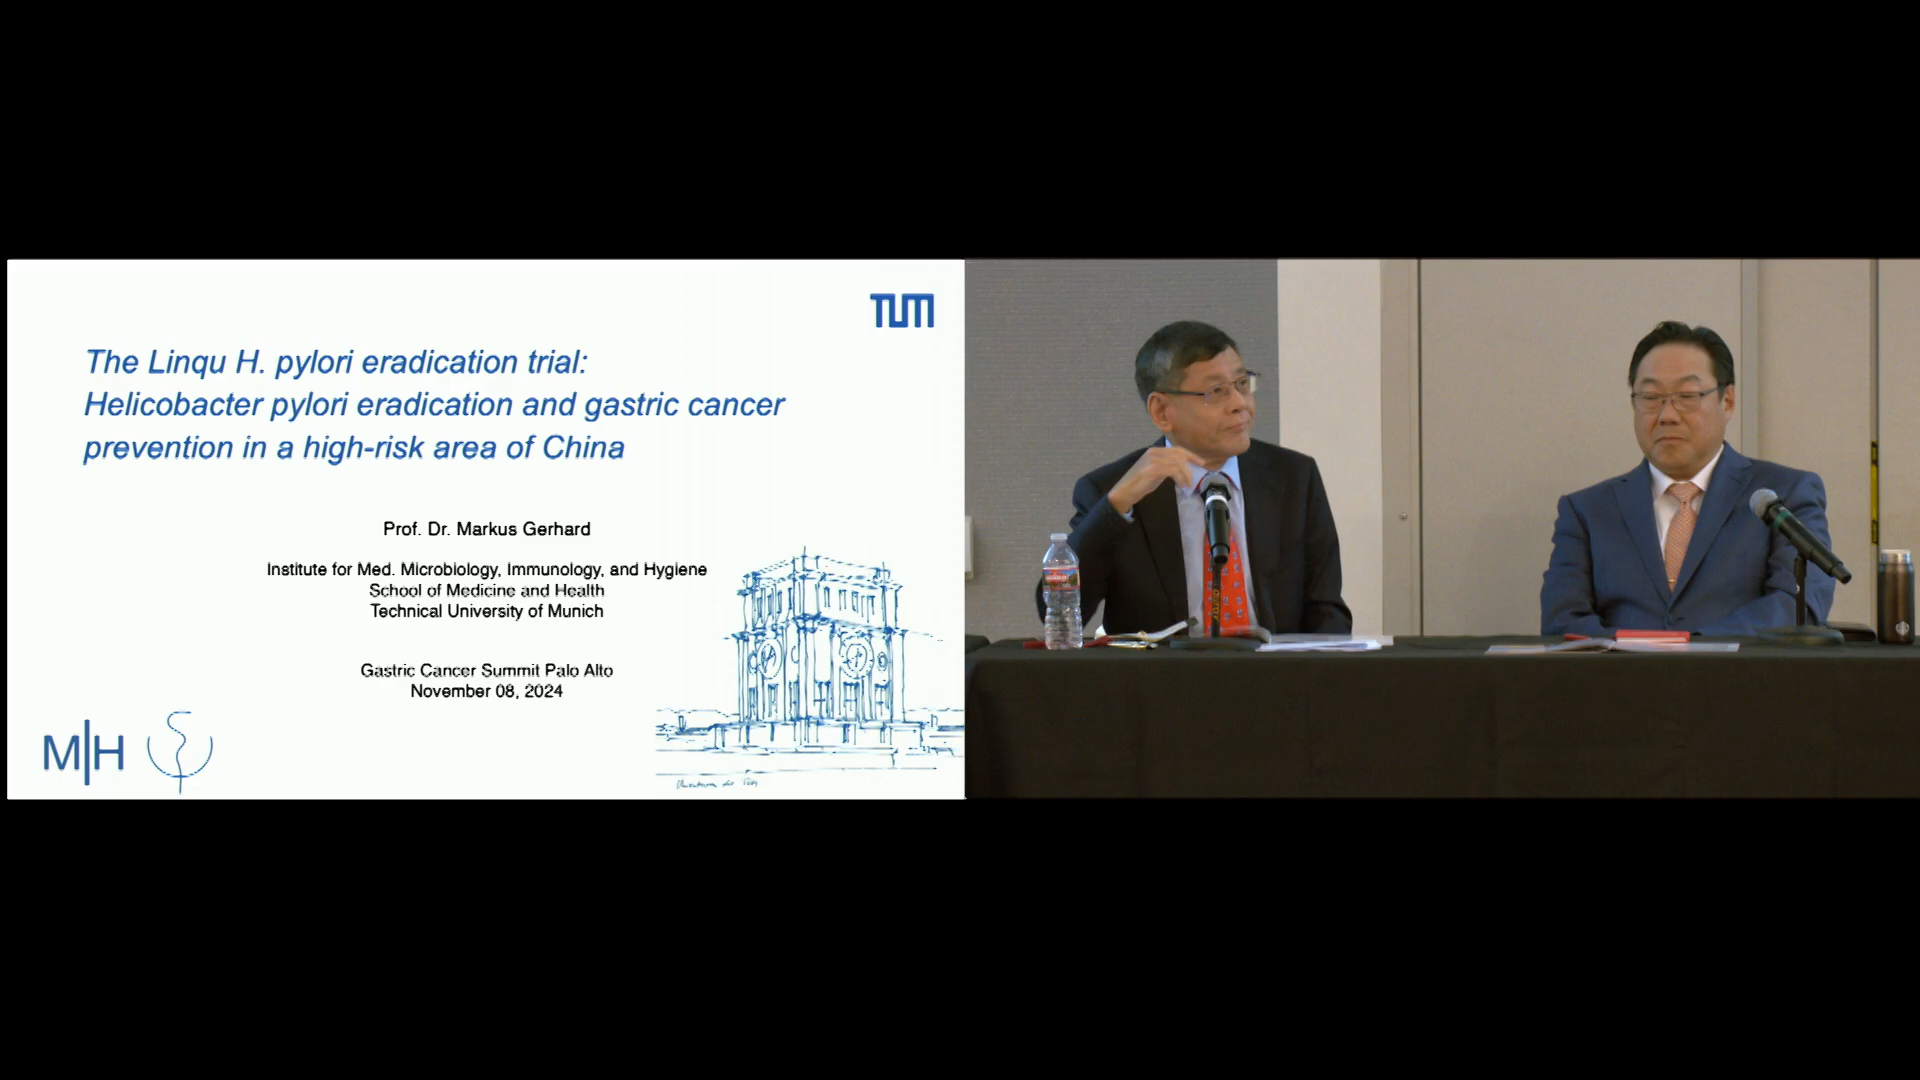 TUM
The Linqu H. pylori eradication trial:
Helicobacter pylori eradication and gastric cancer
prevention in a high-risk area of China
Prof. Dr. Markus Gerhard
Institute for Med. Microbiology, Immunology, and Hygiene
School of Medicine and Health
Technical University of Munich
Gastric Cancer Summit Palo Alto
November 08, 2024
M|H